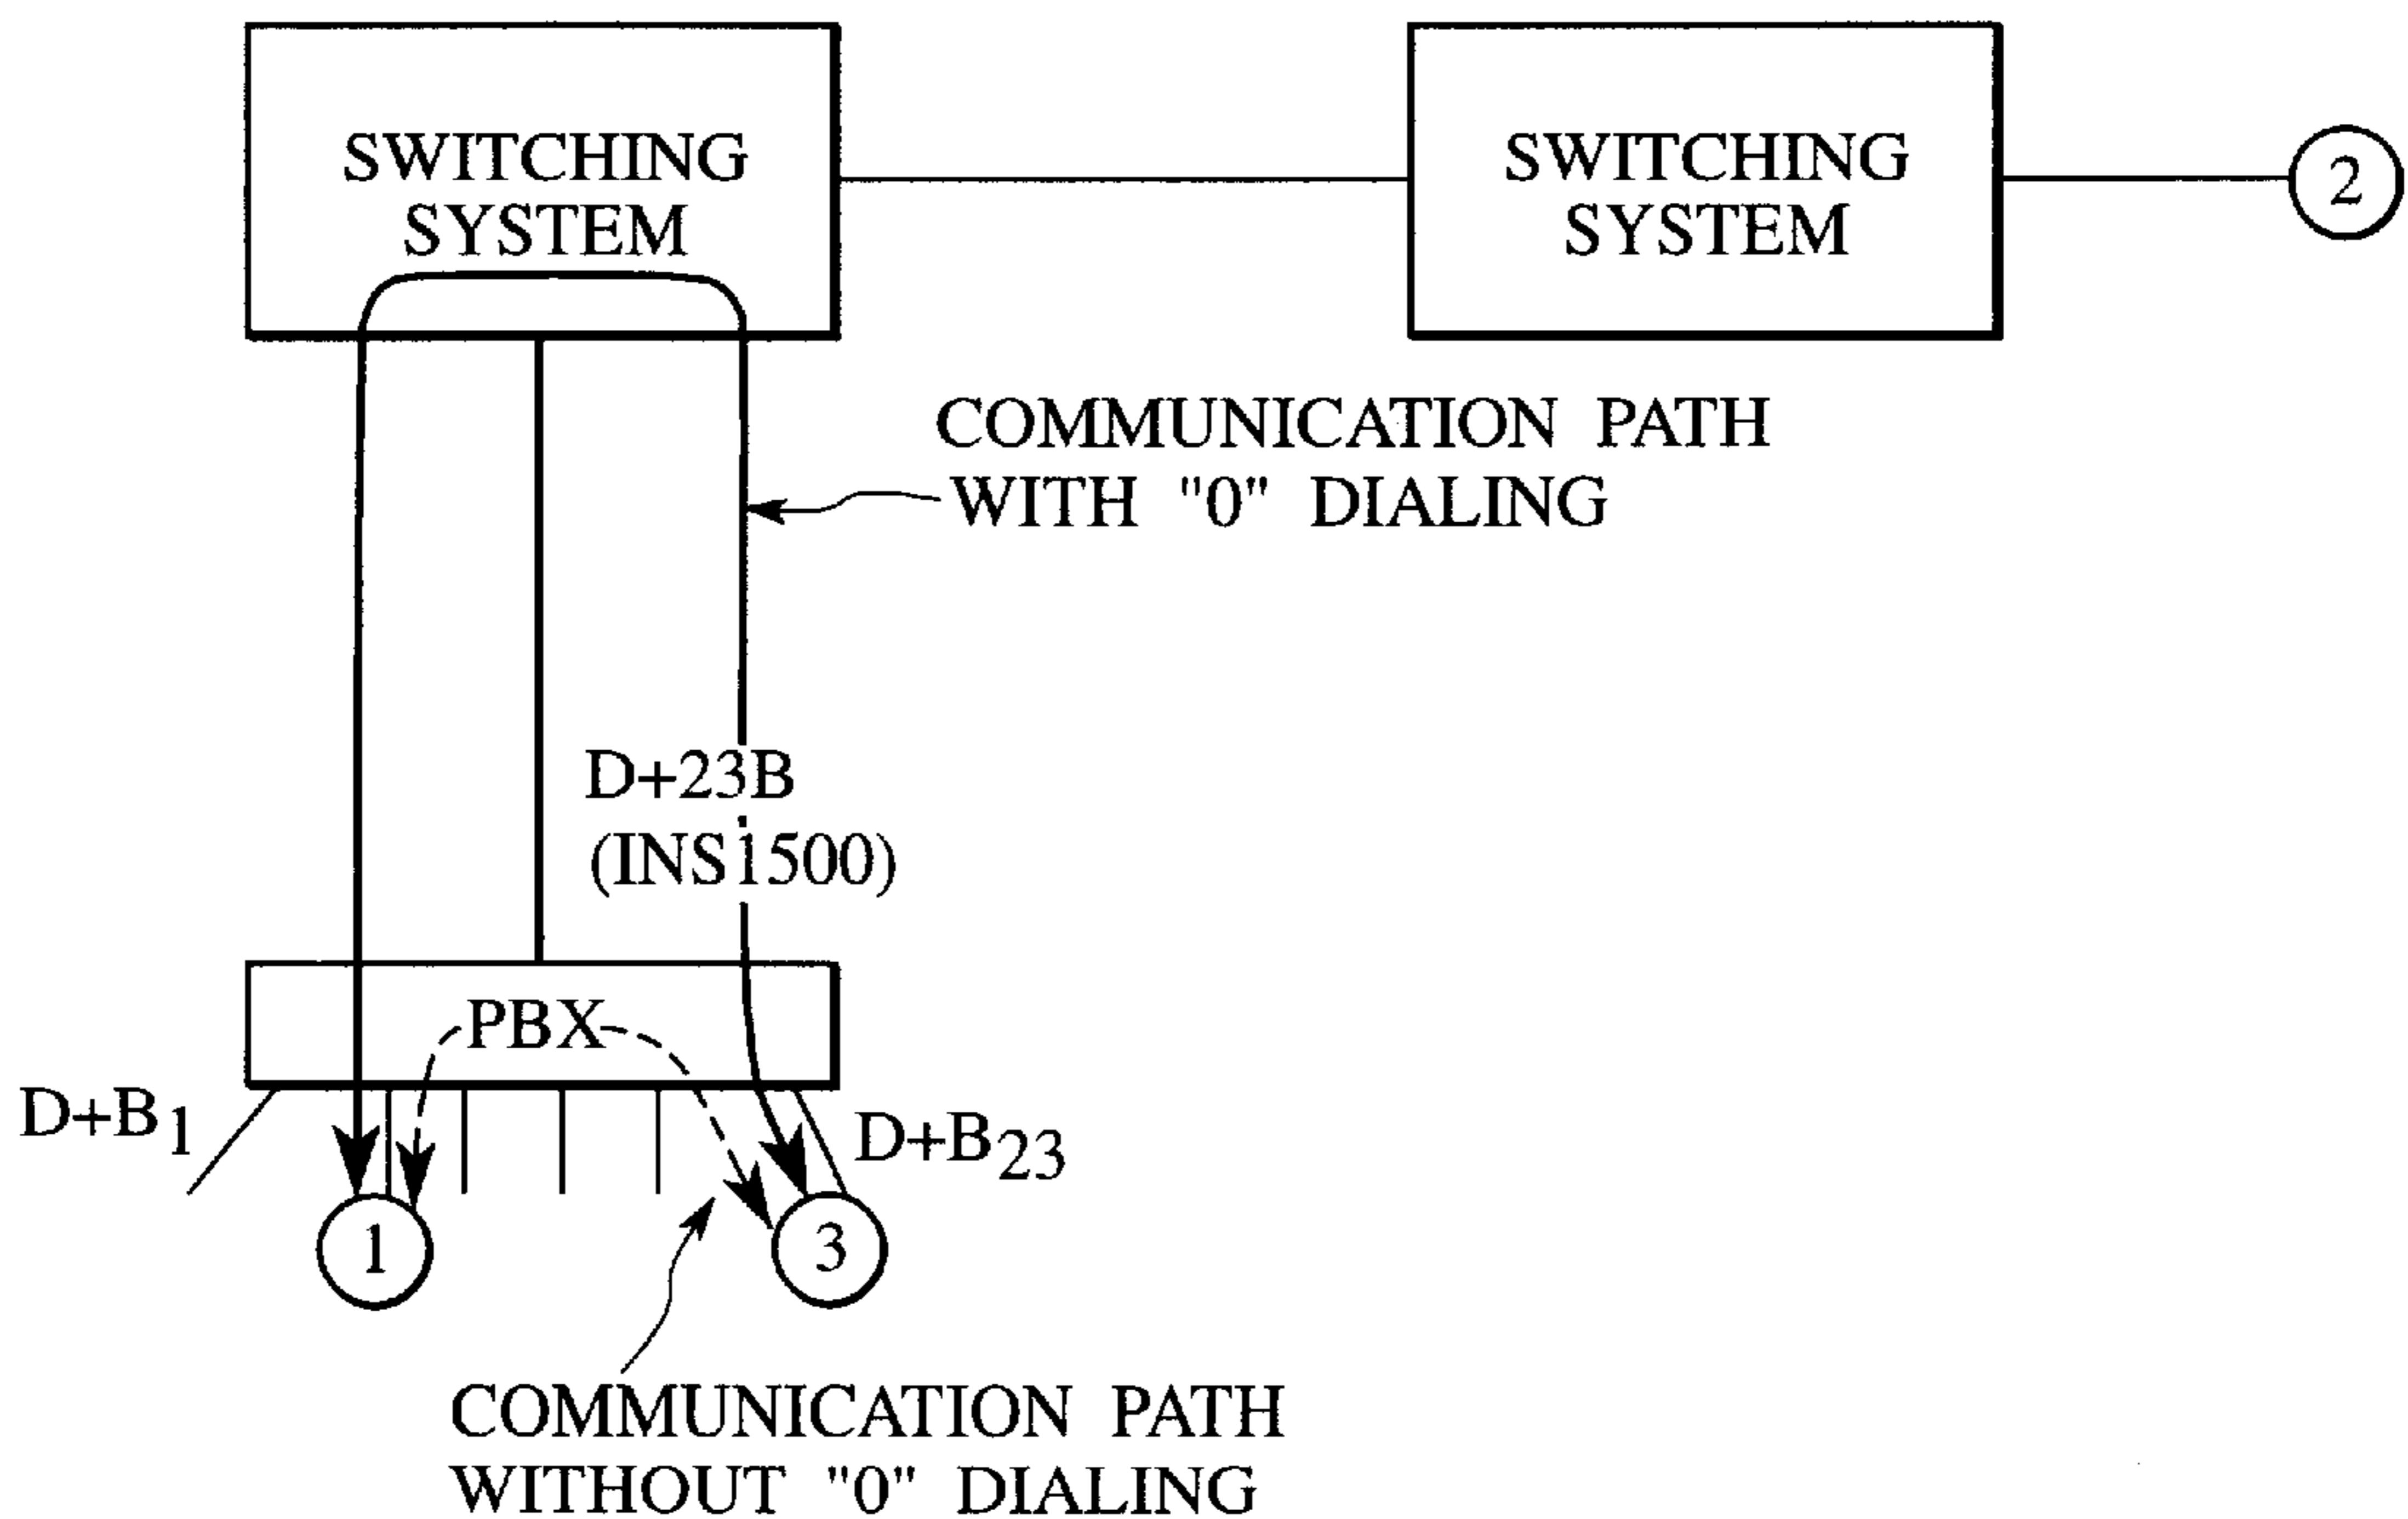 SWITCHING
SYSTEM
SWITCHING
SYSTEM
2
COMMUNICATION PATH
WITH "0" DIALING
D+23B
(INSi500)
PBX
D+B1
D+B23
1
3
COMMUNICATION PATH
WITHOUT "0" DIALING